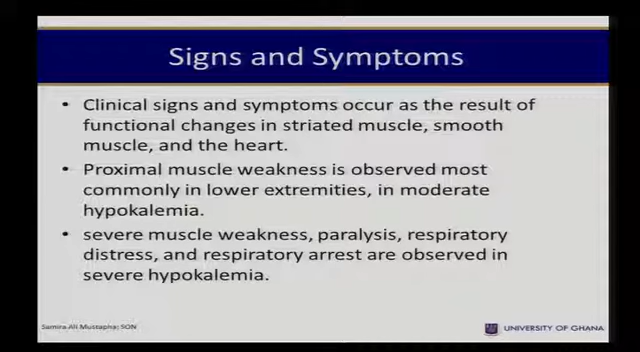 Signs and Symptoms
• Clinical signs and symptoms occur as the result of
functional changes in striated muscle, smooth
muscle, and the heart.
• Proximal muscle weakness is observed most
commonly in lower extremities, in moderate
hypokalemia.
• severe muscle weakness, paralysis, respiratory
distress, and respiratory arrest are observed in
severe hypokalemia.
Samira Ali Mustapha: SON
UNIVERSITY OF GHANA